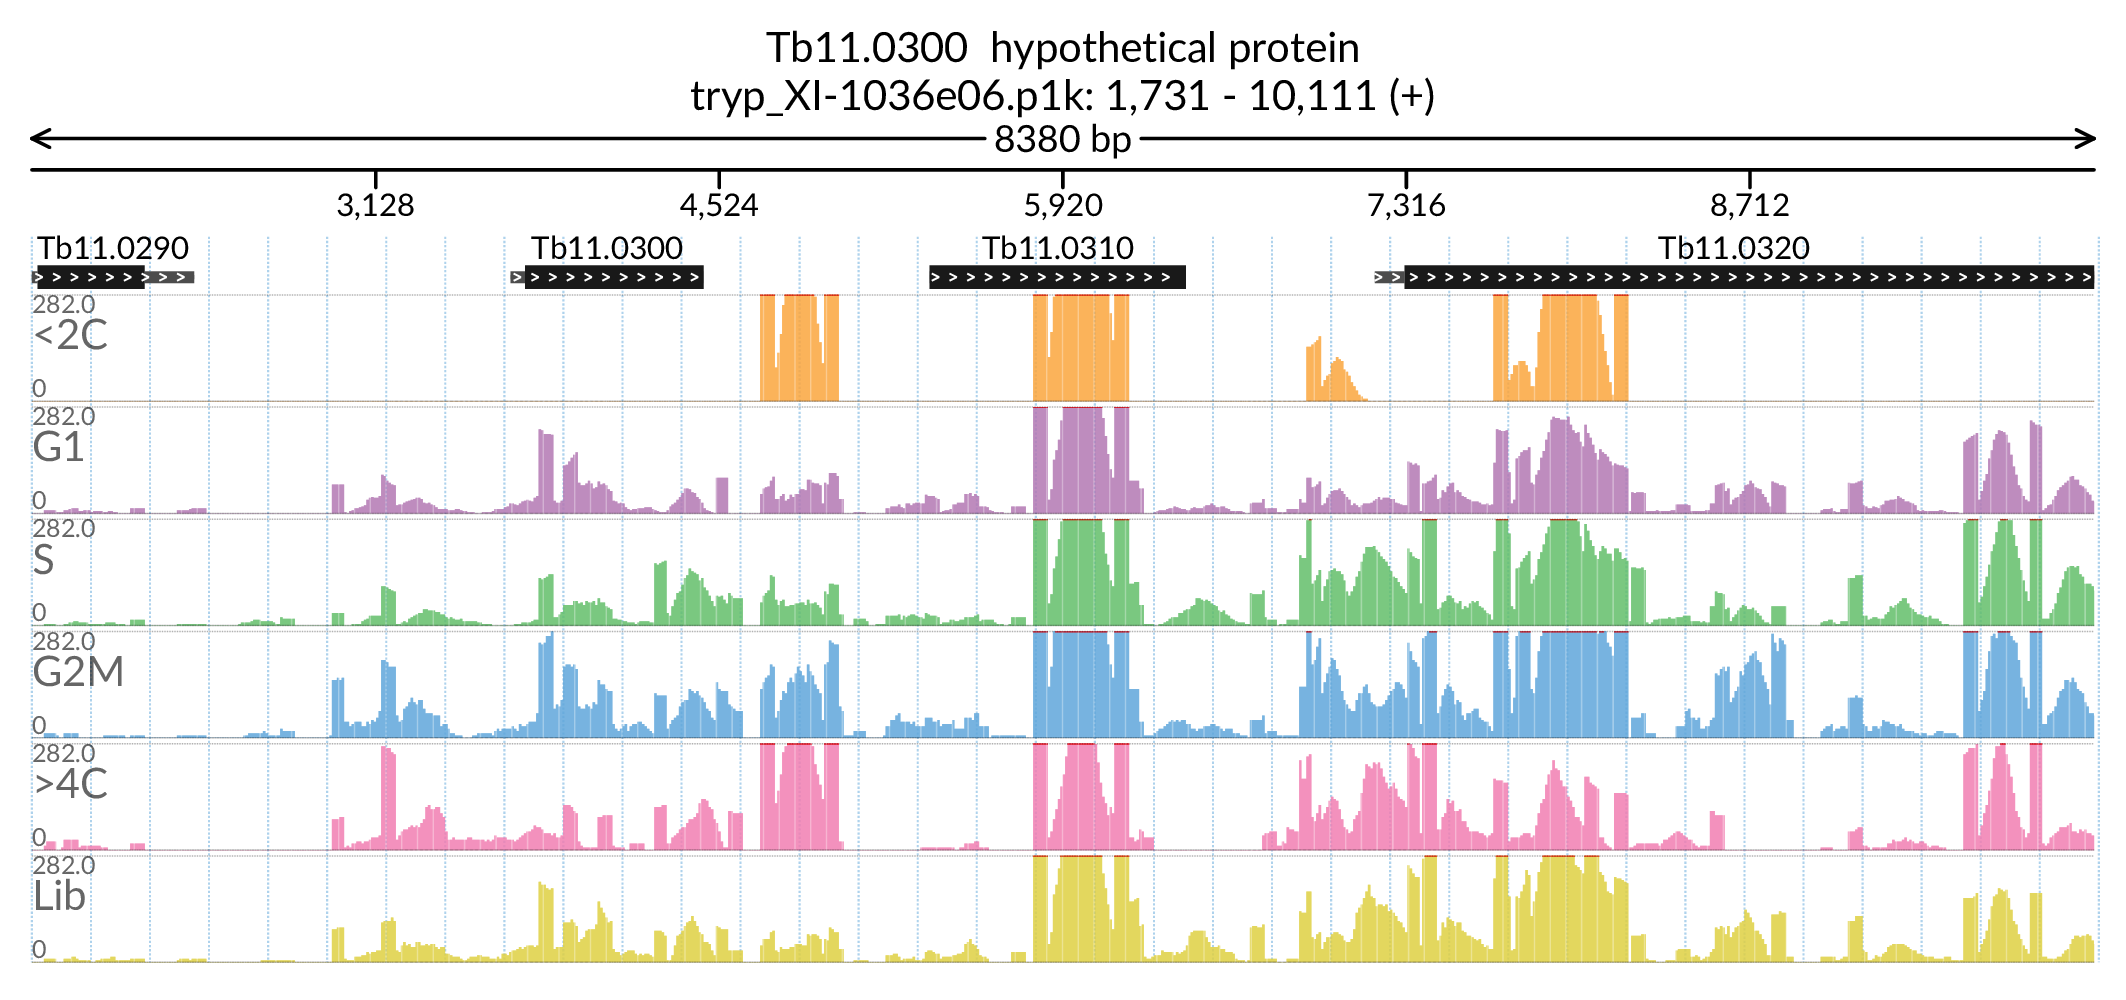 Tb11.0300 hypothetical protein
tryp_XI-1036e06.p1k: 1,731 - 10,111 (+)
8380 bp
3,128 4,524 5,920 7,316 8,712
Tb11.0290 Tb11.0300 Tb11.0310 Tb11.0320
282.0
<2C
0
282.0
G1
0
282.0
S
0
282.0
G2M
0
282.0
>4C
0
282.0
Lib
0